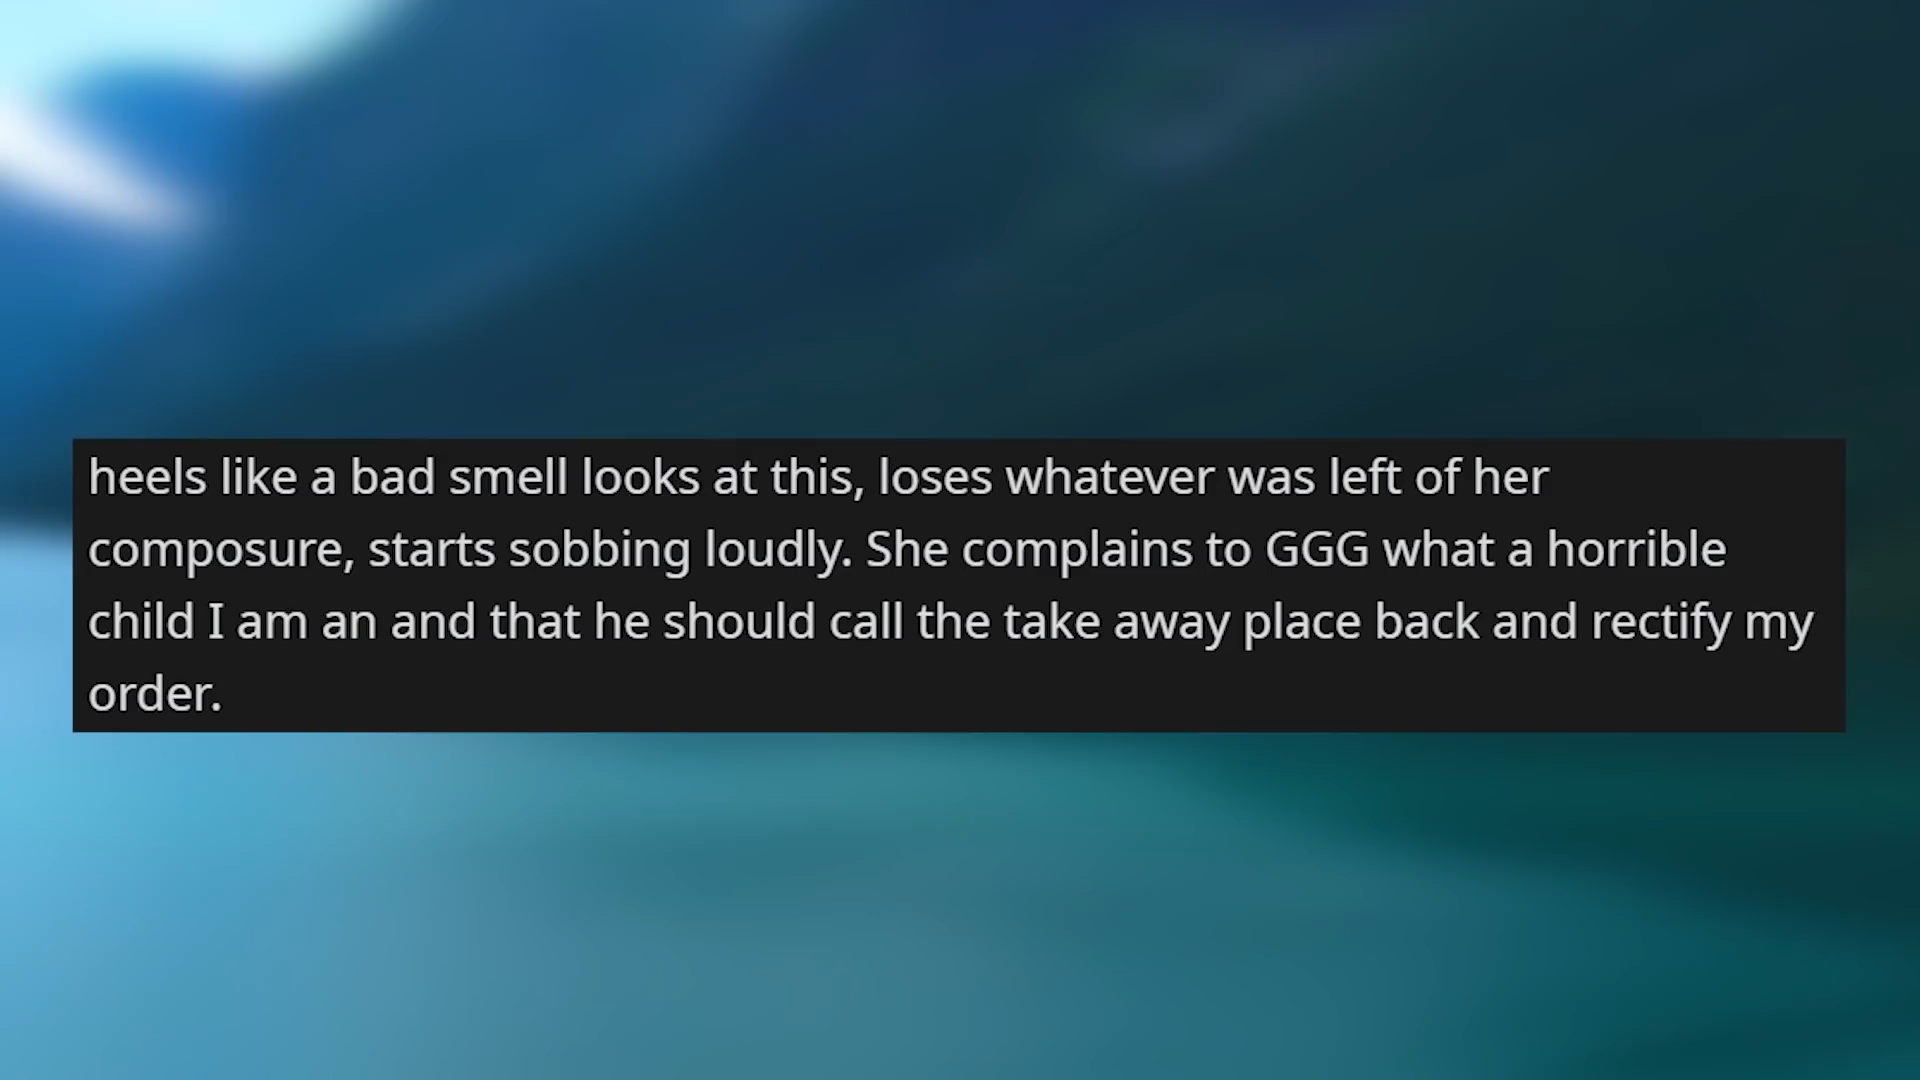 heels like a bad smell looks at this, loses whatever was left of her
composure, starts sobbing loudly. She complains to GGG what a horrible
child I am an and that he should call the take away place back and rectify my
order.